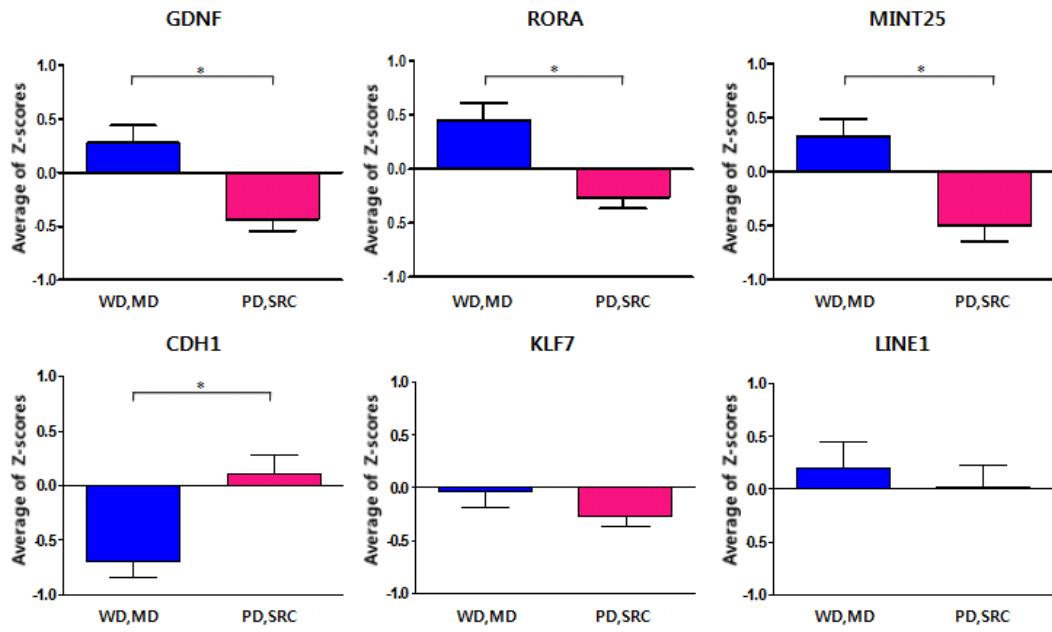 GDNF
1.0
0.5
0.0
-0.5
-1.0
Average of Z-scores
*
WD,MD PD,SRC
RORA
1.0
0.5
0.0
0.5
-1.0
Average of Z-scores
*
WD,MD PD,SRC
MINT25
1.0
0.5
0.0
-0.5
-1.0
Average of Z-scores
*
WD,MD PD,SRC
CDH1
1.0
0.5
0.0
-0.5
-1.0
Average of Z-scores
*
WD,MD PD,SRC
KLF7
1.0
0.5
0.0
-0.5
-1.0
Average of Z-scores
WD,MD PD,SRC
LINE1
1.0
0.5
0.0
0.5
-1.0
Average of Z-scores
WD,MD PD,SRC